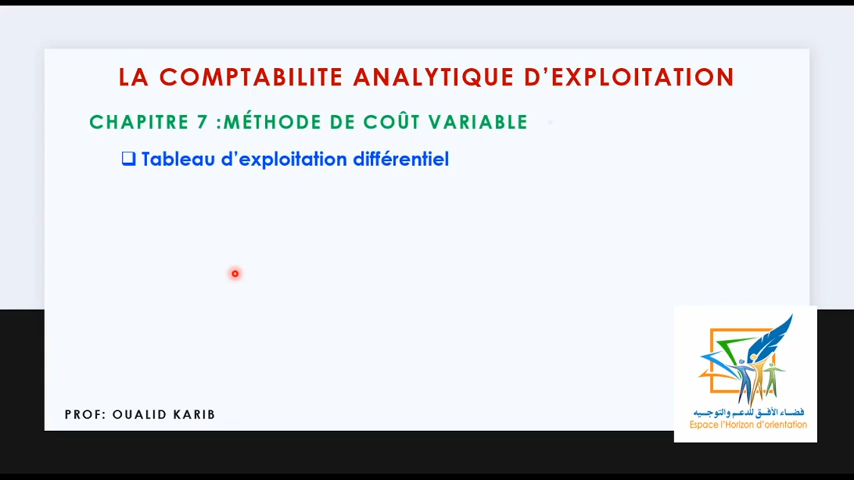 LA COMPTABILITE ANALYTIQUE D’EXPLOITATION
CHAPITRE 7 :MÉTHODE DE COÛT VARIABLE
Tableau d’exploitation différentiel
PROF: OUALID KARIB
فضاء الأفق للدعم والتوجيه
Espace l'Horizon d'orientation